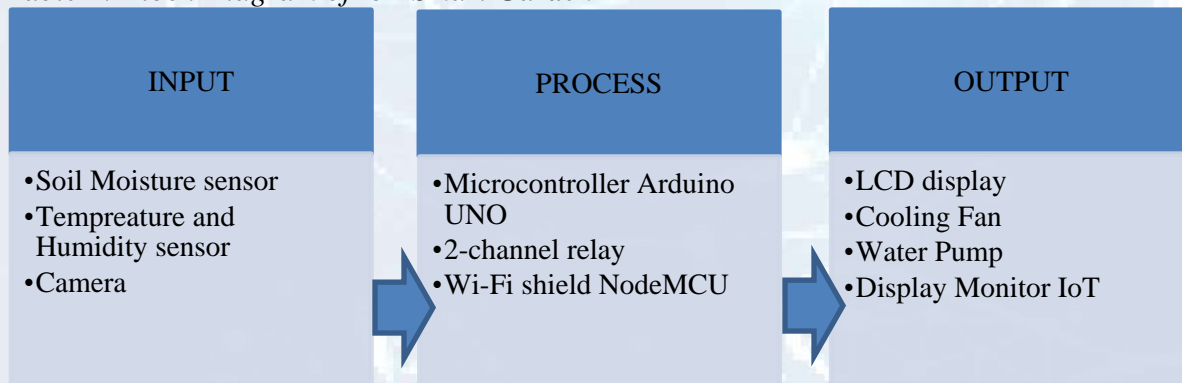 INPUT
•Soil Moisture sensor
•Tempreature and
Humidity sensor
•Camera
PROCESS
•Microcontroller Arduino
UNO
•2-channel relay
•Wi-Fi shield NodeMCU
OUTPUT
•LCD display
•Cooling Fan
•Water Pump
•Display Monitor IoT